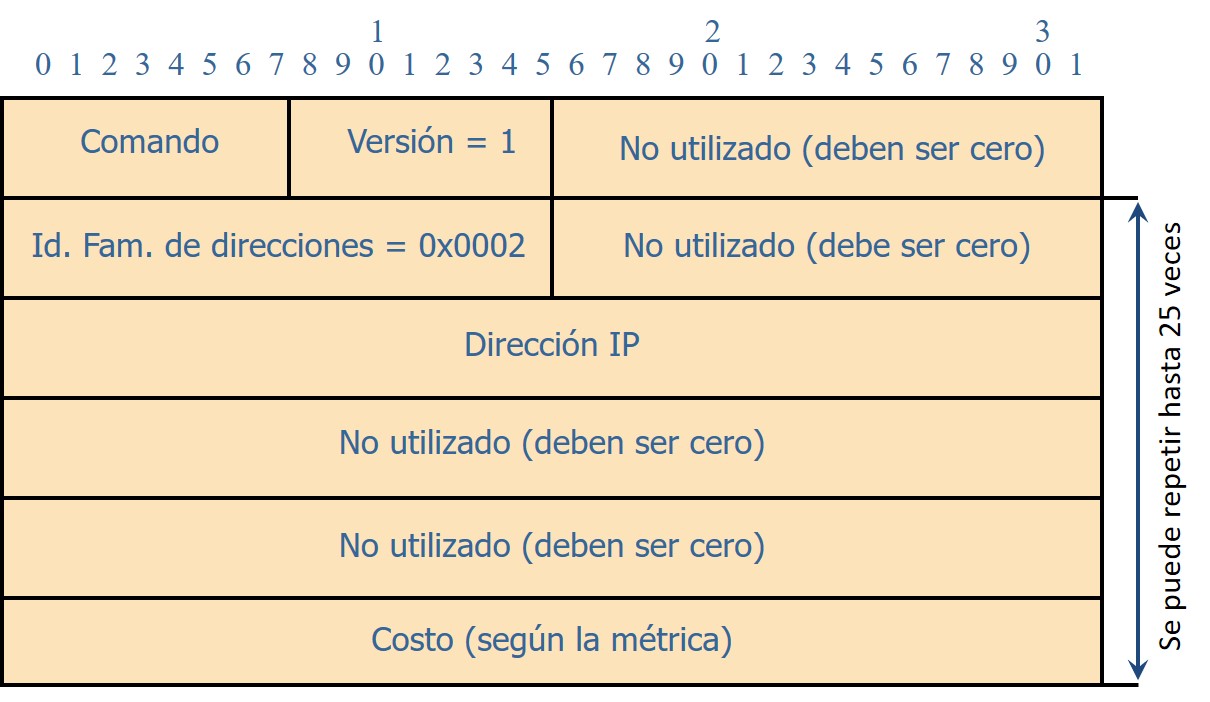 1 2 3
0 1 2 3 4 5 6 7 8 9 0 1 2 3 4 5 6 7 8 9 0 1 2 3 4 5 6 7 8 9 0 1
Comando
Versión = 1
No utilizado (deben ser cero)
Id. Fam. de direcciones = 0x0002
No utilizado (debe ser cero)
Dirección IP
No utilizado (deben ser cero)
No utilizado (deben ser cero)
Costo (según la métrica)
Se puede repetir hasta 25 veces